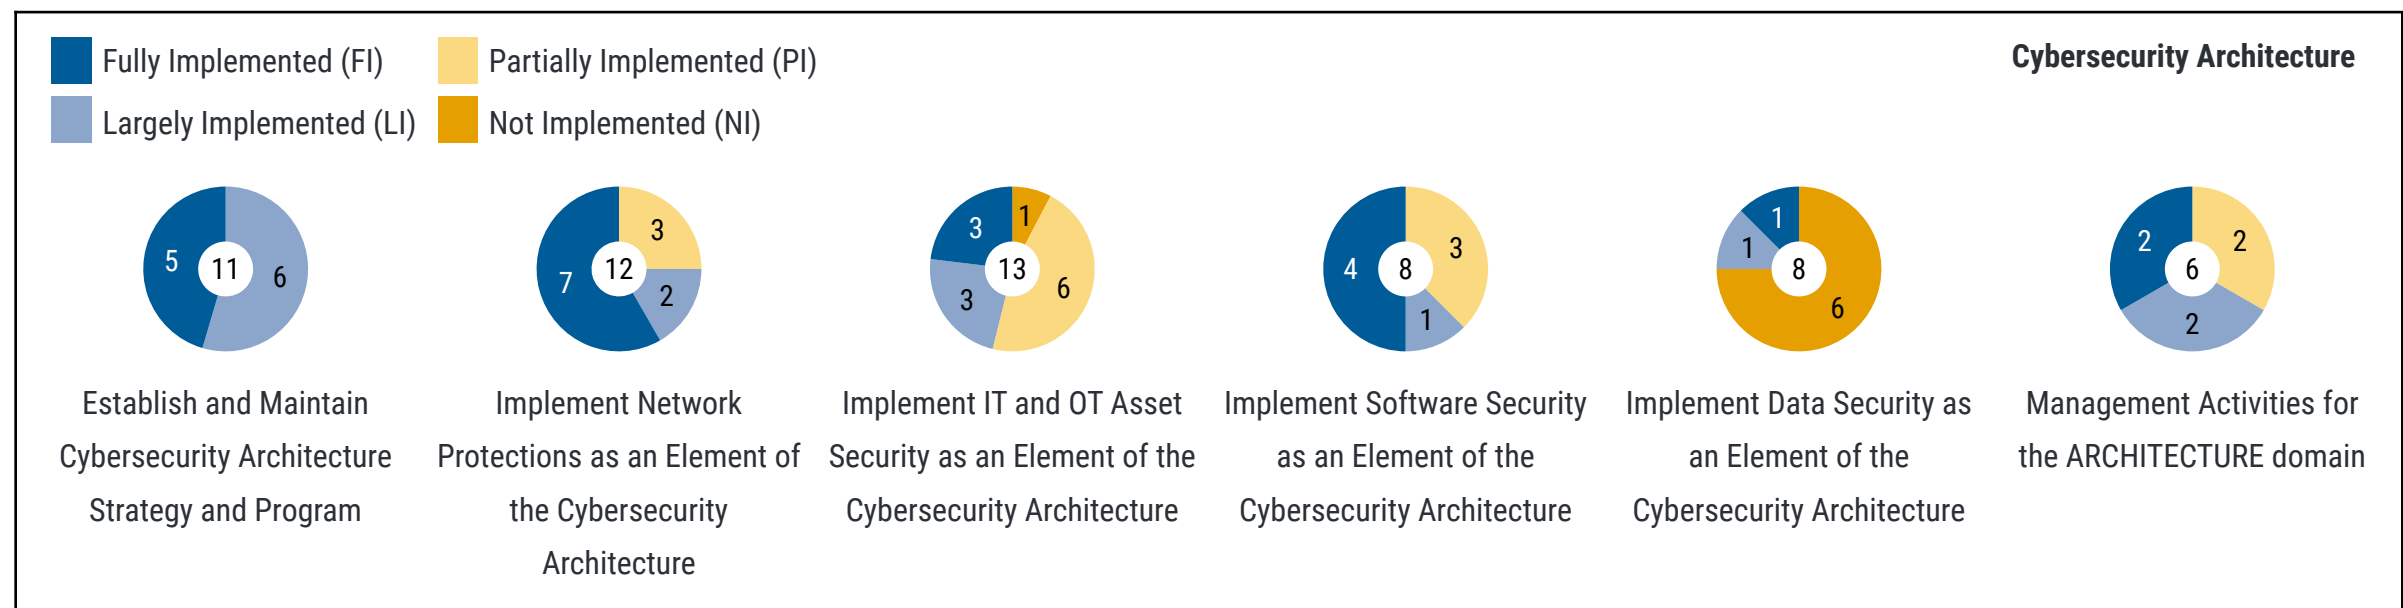 Fully Implemented (FI)
Partially Implemented (PI)
Cybersecurity Architecture
Largely Implemented (LI)
Not Implemented (NI)
5
11
6
3
7
12
2
1
3
13
6
3
3
4
8
1
1
1
8
6
2
2
6
2
Establish and Maintain
Cybersecurity Architecture
Strategy and Program
Implement Network
Protections as an Element of
the Cybersecurity
Architecture
Implement IT and OT Asset
Security as an Element of the
Cybersecurity Architecture
Implement Software Security
as an Element of the
Cybersecurity Architecture
Implement Data Security as
an Element of the
Cybersecurity Architecture
Management Activities for
the ARCHITECTURE domain